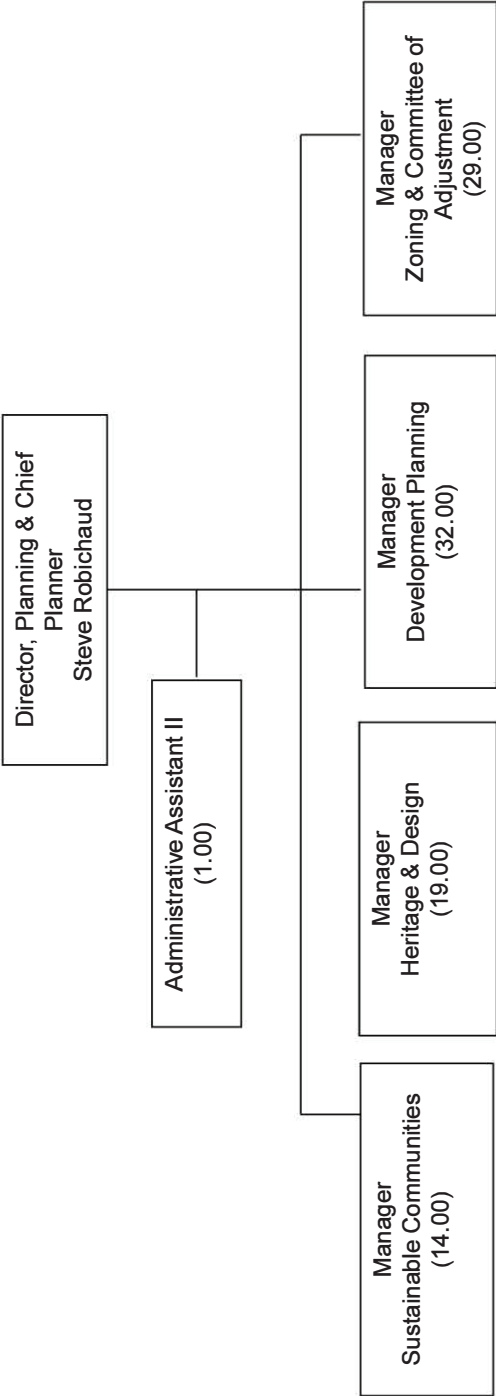 Director, Planning & Chief
Planner
Steve Robichaud
Administrative Assistant II
(1.00)
Manager
Sustainable Communities
(14.00)
Manager
Heritage & Design
(19.00)
Manager
Development Planning
(32.00)
Manager
Zoning & Committee of
Adjustment
(29.00)